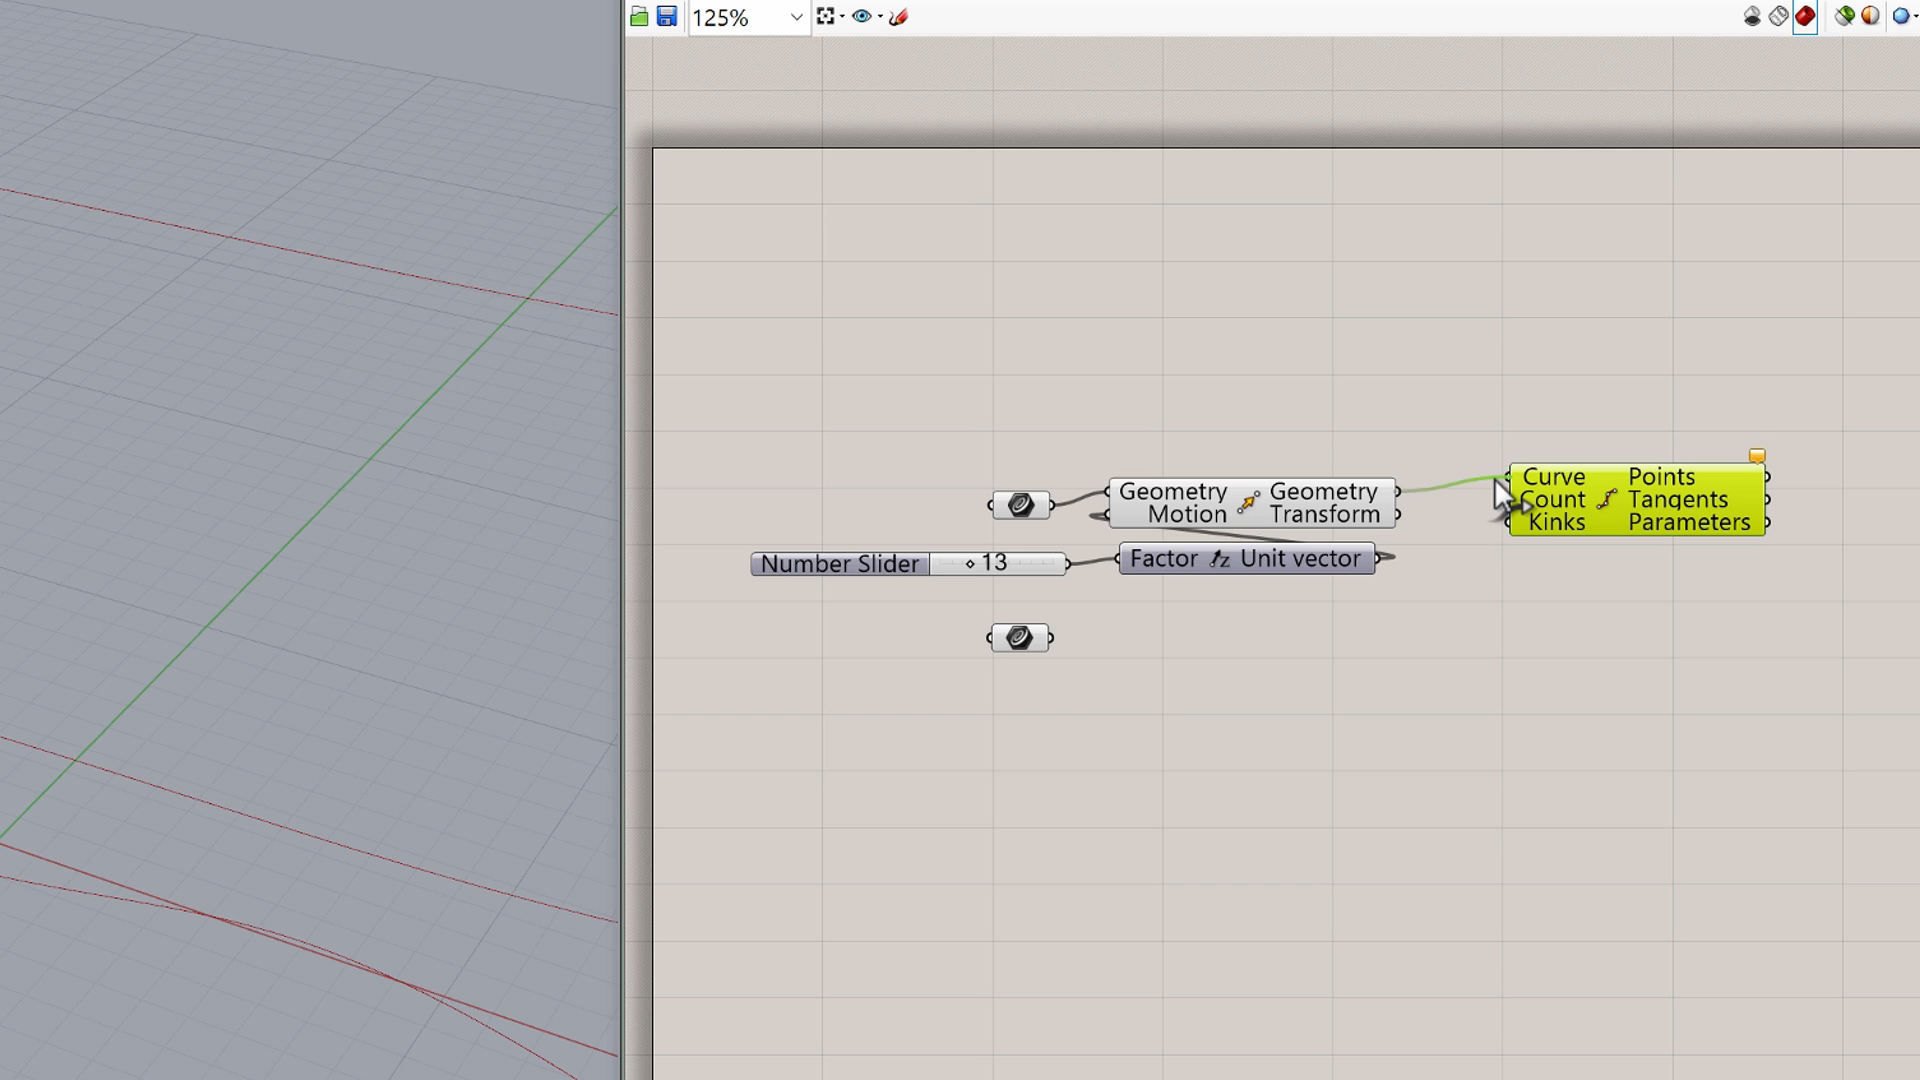 125%
Geometry Geometry
Motion Transform
Curve Points
Count Tangents
Kinks Parameters
Number Slider 13
Factor Unit vector